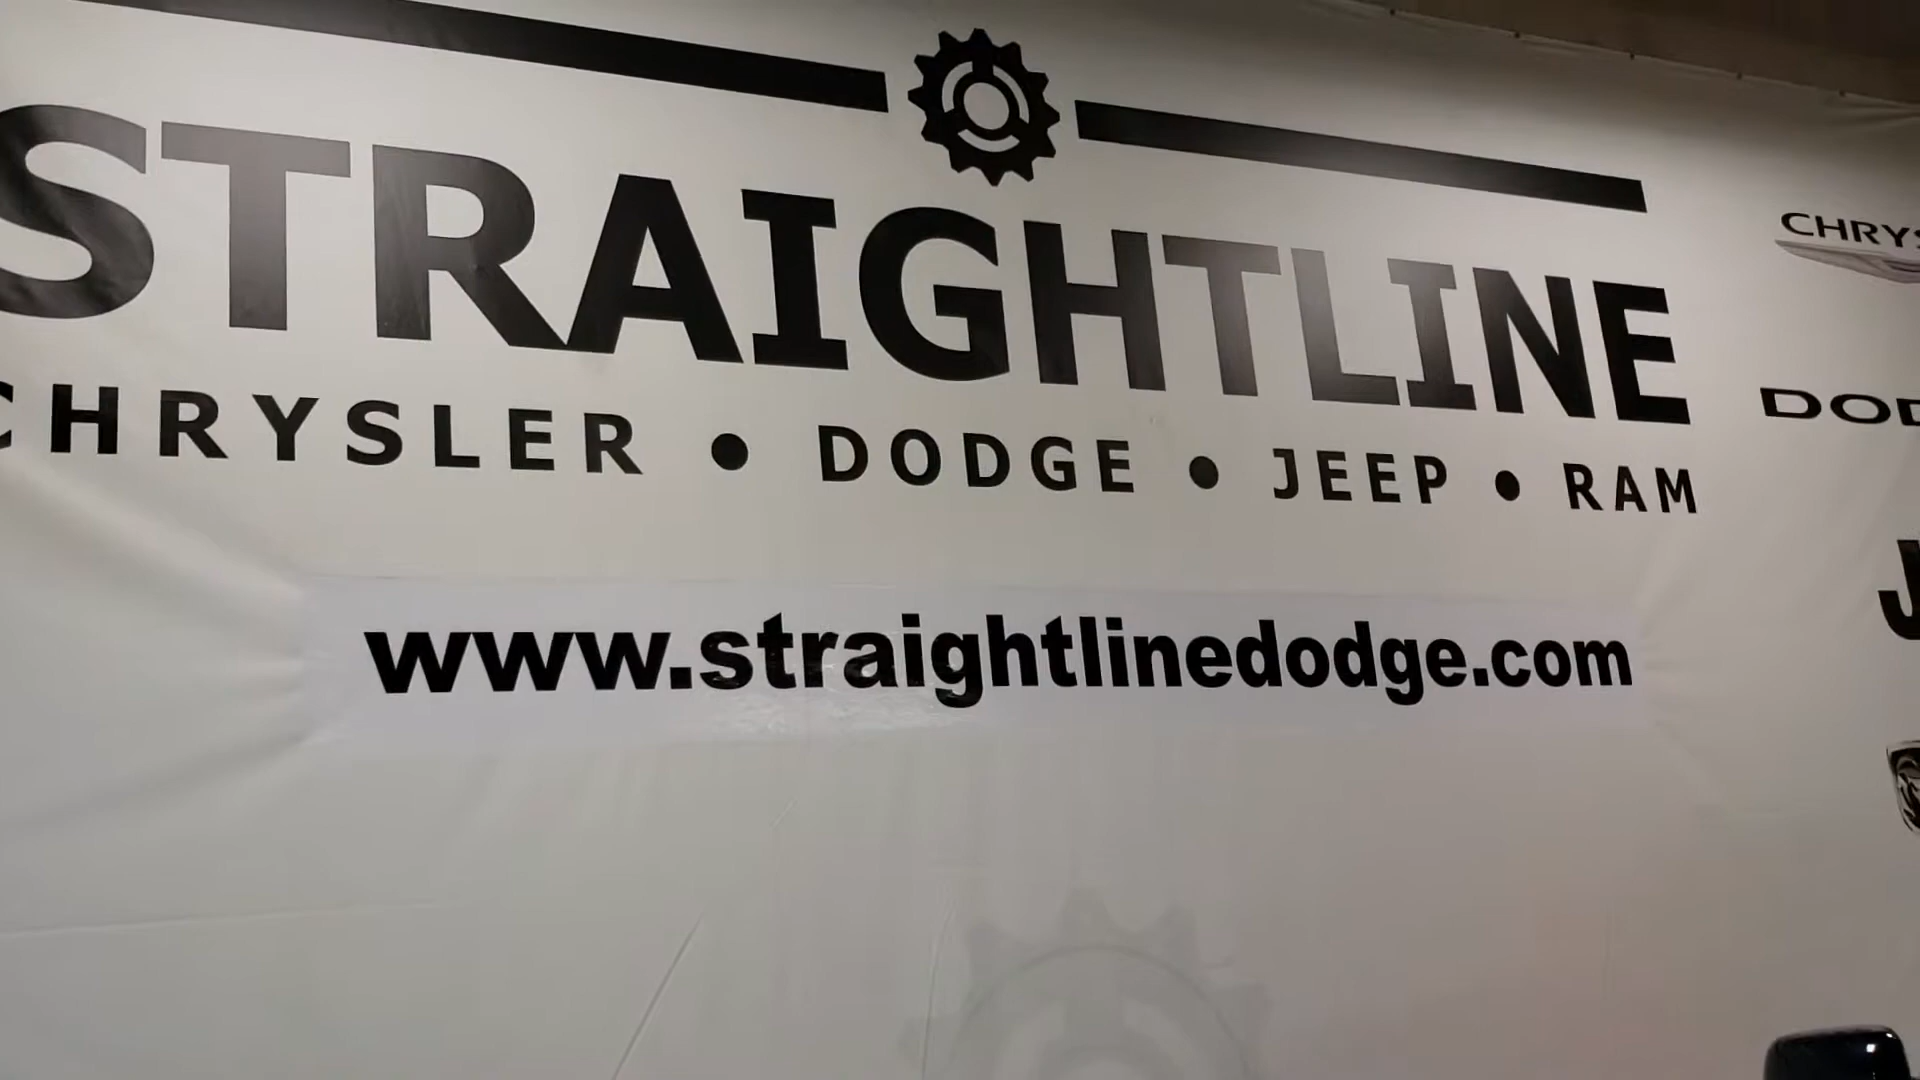 STRAIGHTLINE
CHRYSLER • DODGE • JEEP • RAM
www.straightlinedodge.com